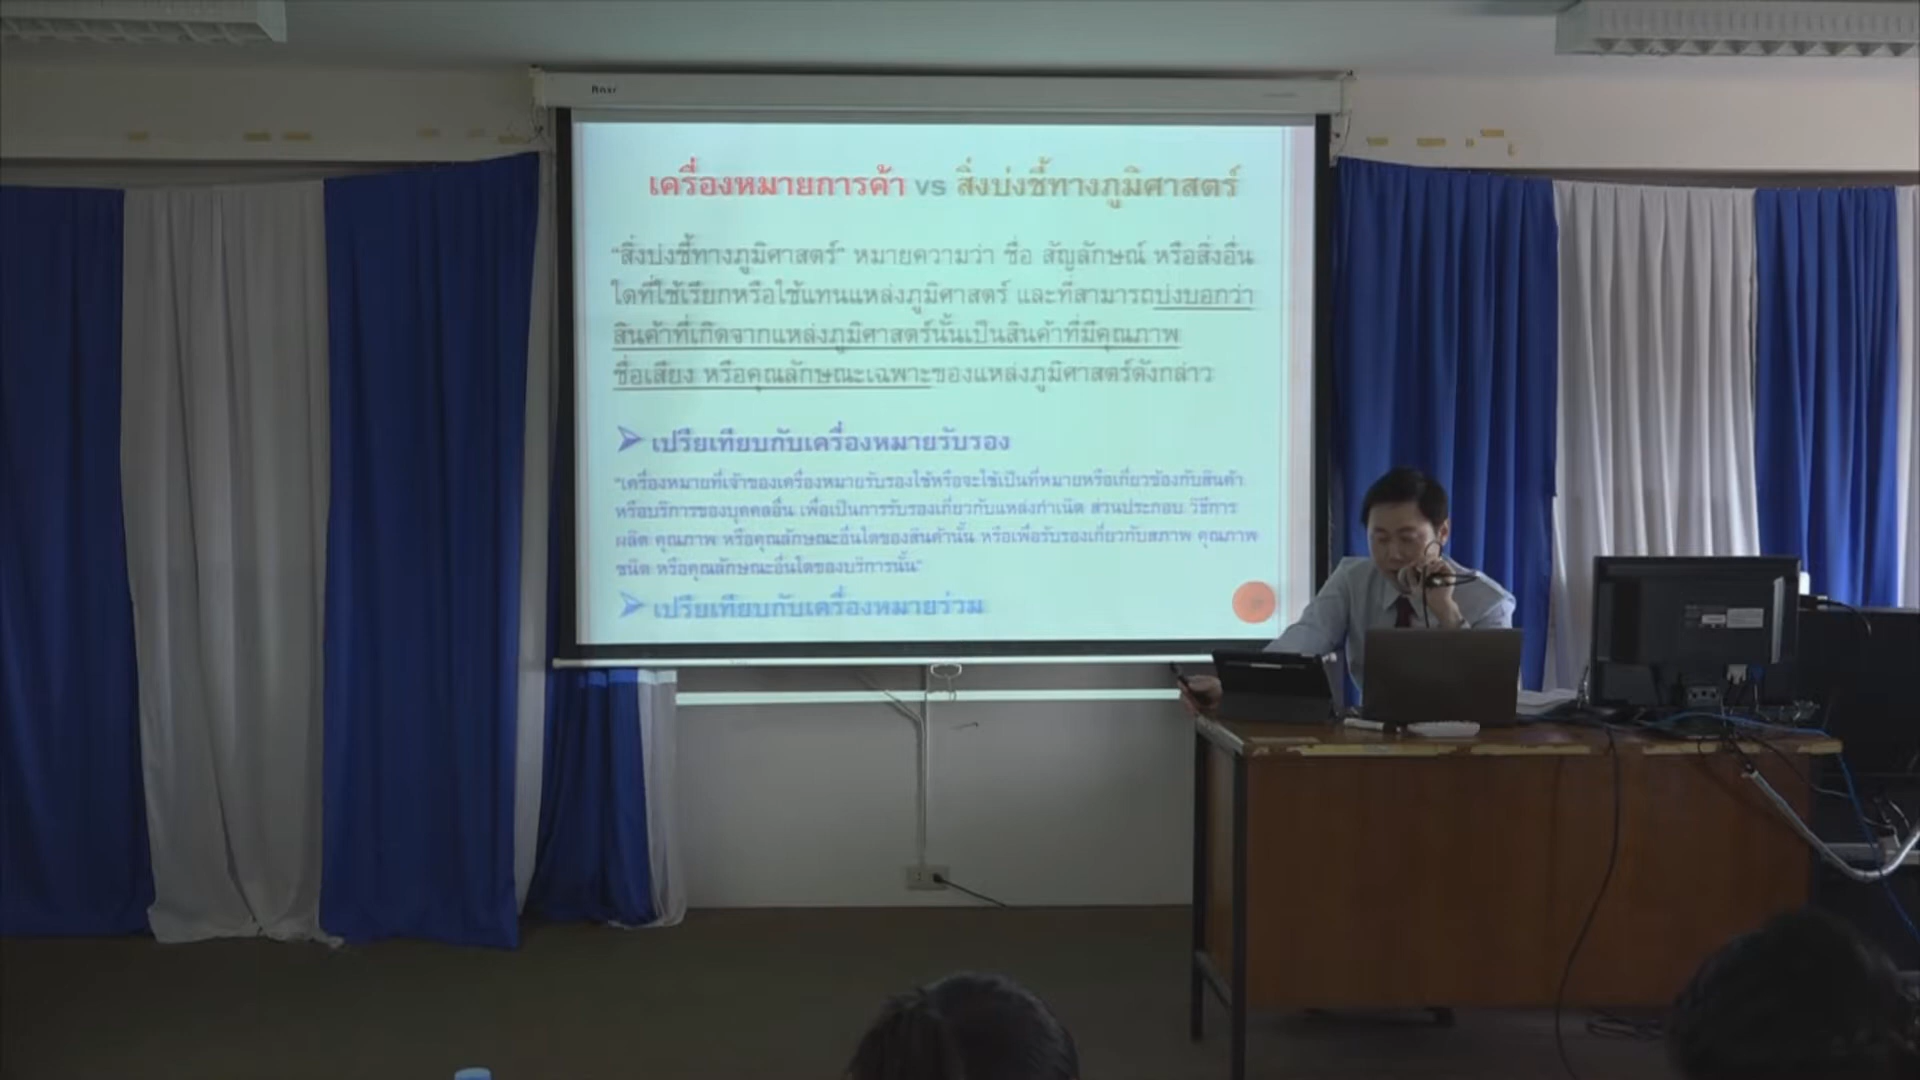 เครื่องหมายการค้า vs สิ่งบ่งชี้ทางภูมิศาสตร์
"สิ่งบ่งชี้ทางภูมิศาสตร์" หมายความว่า ชื่อ สัญลักษณ์ หรือสิ่งอื่น
ใดที่ใช้เรียกหรือใช้แทนแหล่งภูมิศาสตร์ และที่สามารถบ่งบอกว่า
สินค้าที่เกิดจากแหล่งภูมิศาสตร์นั้นเป็นสินค้าที่มีคุณภาพ
ชื่อเสียง หรือคุณลักษณะเฉพาะของแหล่งภูมิศาสตร์ดังกล่าว
เปรียบเทียบกับเครื่องหมายรับรอง
"เครื่องหมายที่เจ้าของเครื่องหมายรับรองใช้หรือจะใช้เป็นที่หมายหรือเกี่ยวข้องกับสินค้า
หรือบริการของบุคคลอื่น เพื่อเป็นการรับรองเกี่ยวกับแหล่งกำเนิด ส่วนประกอบ วิธีการ
ผลิต คุณภาพ หรือคุณลักษณะอื่นใดของสินค้านั้น หรือเพื่อรับรองเกี่ยวกับสภาพ คุณภาพ
ชนิด หรือคุณลักษณะอื่นใดของบริการนั้น"
เปรียบเทียบกับเครื่องหมายร่วม